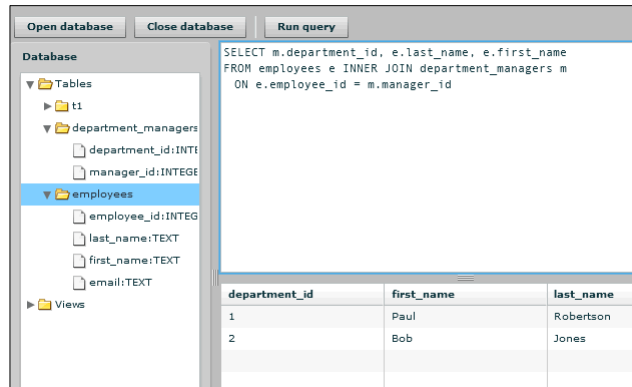 Open database Close database Run query
Database
Tables
t1
department_managers
department_id:INTE
manager_id:INTEGE
employees
employee_id:INTEG
last_name:TEXT
first_name:TEXT
email:TEXT
Views
SELECT m.department_id, e.last_name, e.first_name
FROM employees e INNER JOIN department_managers m
ON e.employee_id = m.manager_id
department_id first_name last_name
1 Paul Robertson
2 Bob Jones